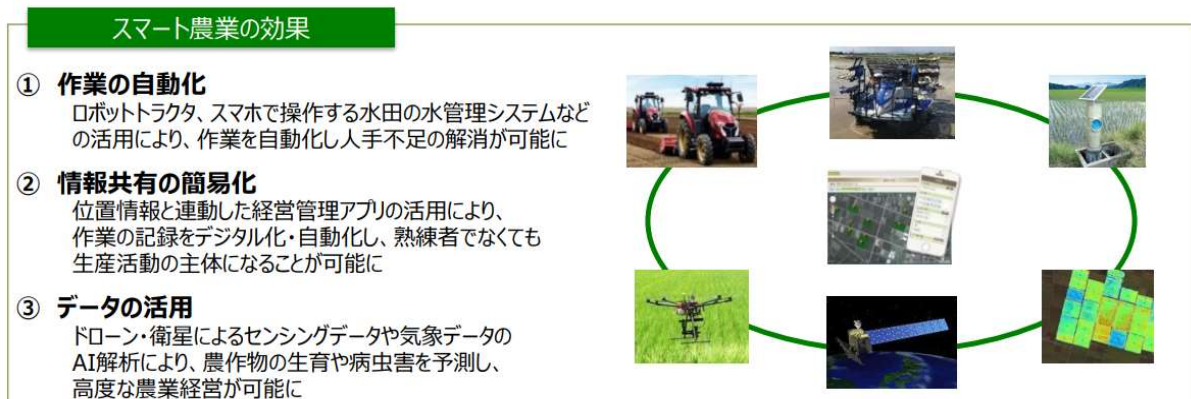 スマート農業の効果
① 作業の自動化
ロボットトラクタ、スマホで操作する水田の水管理システムなど
の活用により、作業を自動化し人手不足の解消が可能に
② 情報共有の簡易化
位置情報と連動した経営管理アプリの活用により、
作業の記録をデジタル化・自動化し、熟練者でなくても
生産活動の主体になることが可能に
③ データの活用
ドローン・衛星によるセンシングデータや気象データの
AI解析により、農作物の生育や病虫害を予測し、
高度な農業経営が可能に